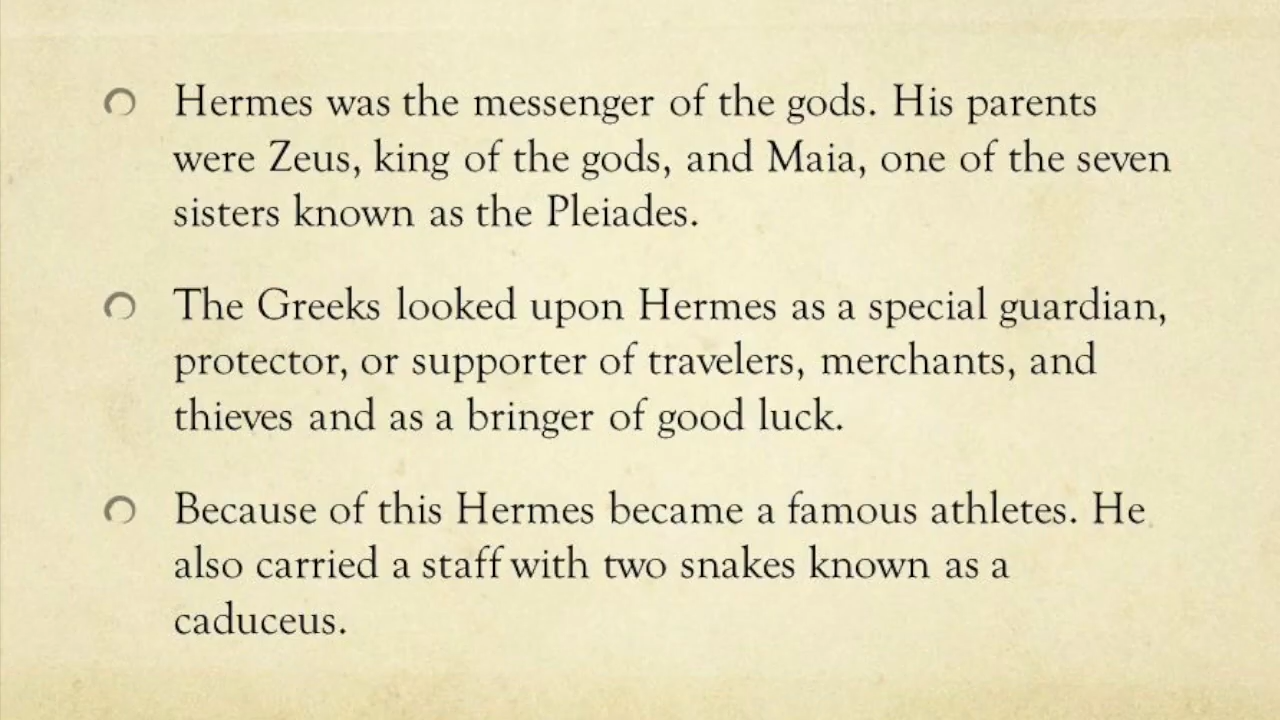 Hermes was the messenger of the gods. His parents
were Zeus, king of the gods, and Maia, one of the seven
sisters known as the Pleiades.
The Greeks looked upon Hermes as a special guardian,
protector, or supporter of travelers, merchants, and
thieves and as a bringer of good luck.
Because of this Hermes became a famous athletes. He
also carried a staff with two snakes known as a
caduceus.